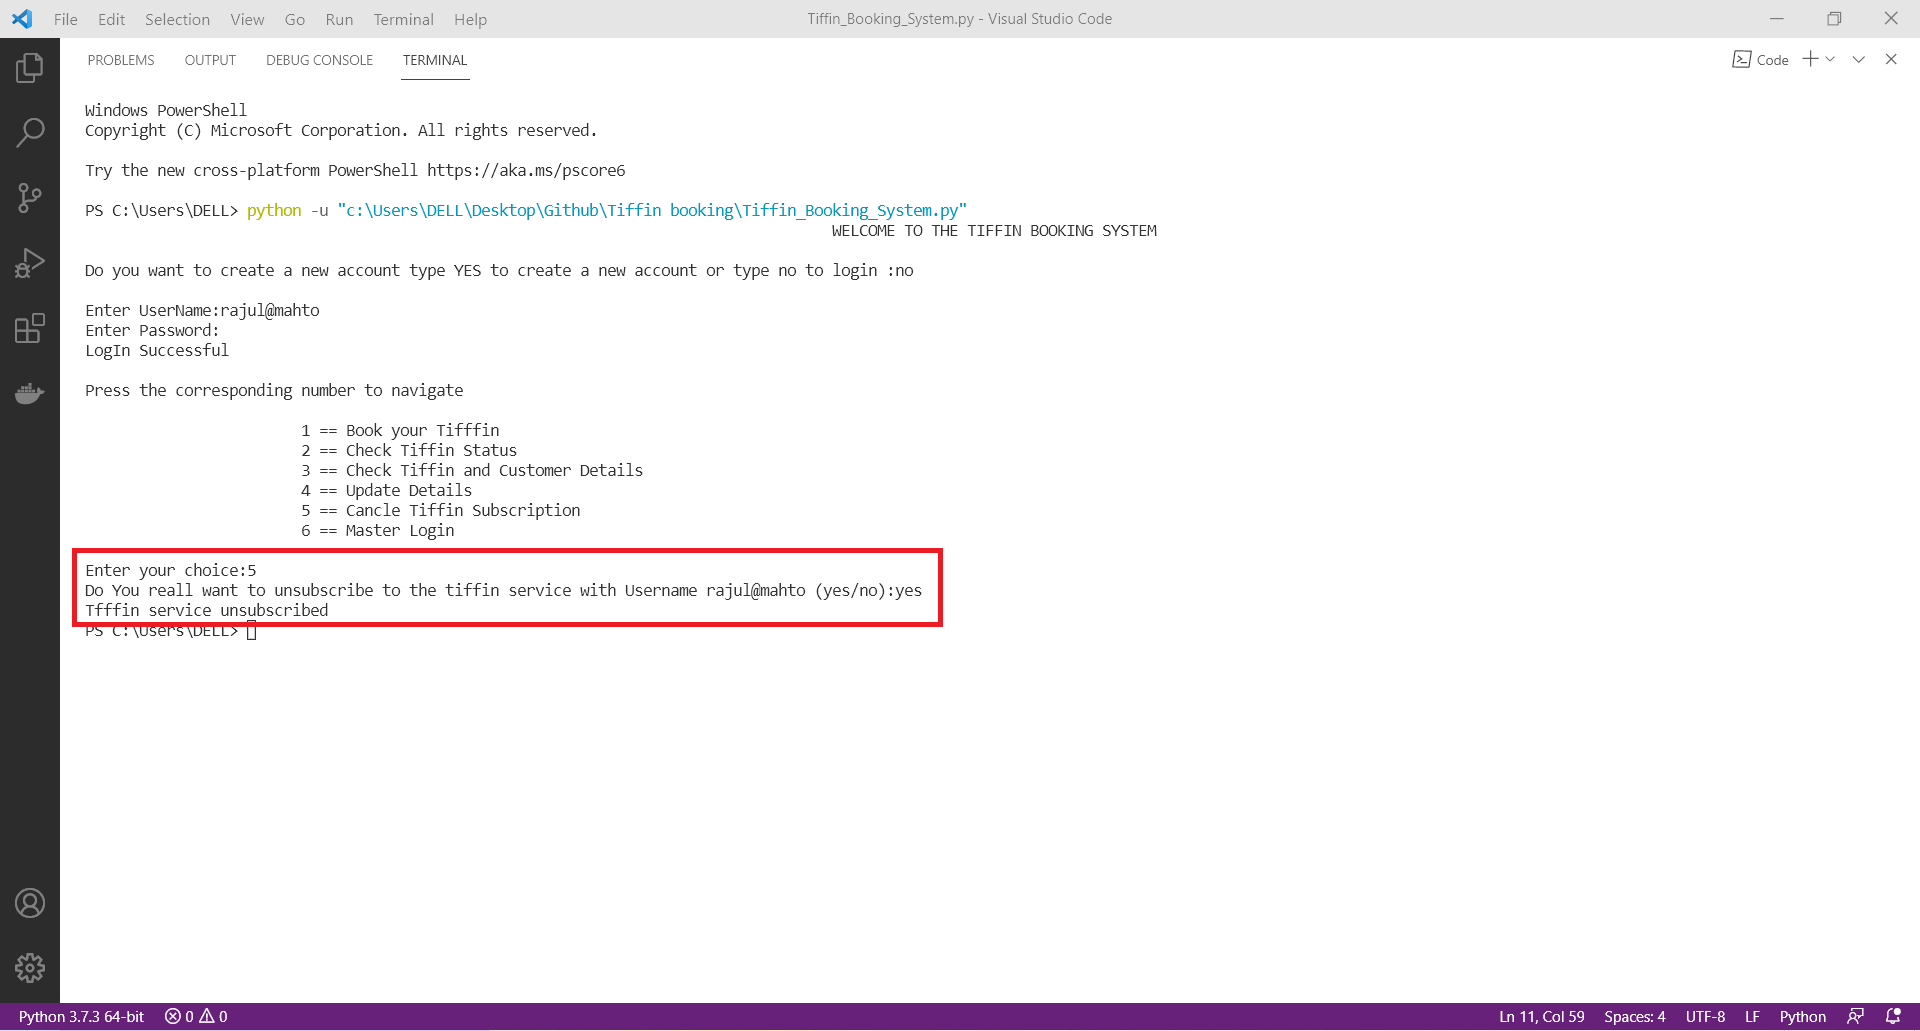 File Edit Selection View Go Run Terminal Help Tiffin_Booking_System.py - Visual Studio Code
PROBLEMS OUTPUT DEBUG CONSOLE TERMINAL Code
Windows PowerShell
Copyright (C) Microsoft Corporation. All rights reserved.
Try the new cross-platform PowerShell https://aka.ms/pscore6
PS C:\Users\DELL> python -u "c:\Users\DELL\Desktop\Github\Tiffin booking\Tiffin_Booking_System.py"
WELCOME TO THE TIFFIN BOOKING SYSTEM
Do you want to create a new account type YES to create a new account or type no to login :no
Enter UserName:rajul@mahto
Enter Password:
LogIn Successful
Press the corresponding number to navigate
1 == Book your Tifffin
2 == Check Tiffin Status
3 == Check Tiffin and Customer Details
4 == Update Details
5 == Cancle Tiffin Subscription
6 == Master Login
Enter your choice:5
Do You reall want to unsubscribe to the tiffin service with Username rajul@mahto (yes/no):yes
Tfffin service unsubscribed
PS C:\Users\DELL>
Python 3.7.3 64-bit 0 0 Ln 11, Col 59 Spaces: 4 UTF-8 LF Python